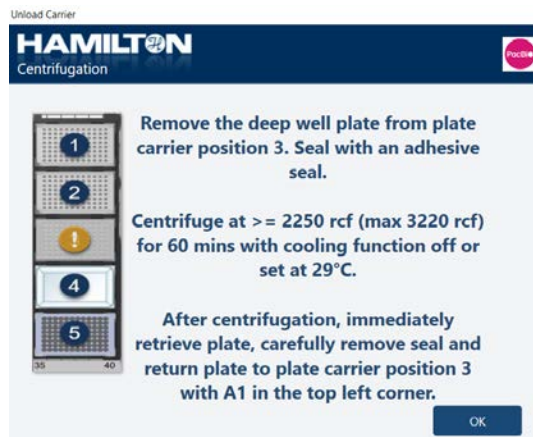 Unload Carrier
HAMILTON
Centrifugation
PacBio
1
2
!
4
5
35 40
Remove the deep well plate from plate
carrier position 3. Seal with an adhesive
seal.
Centrifuge at >= 2250 rcf (max 3220 rcf)
for 60 mins with cooling function off or
set at 29°C.
After centrifugation, immediately
retrieve plate, carefully remove seal and
return plate to plate carrier position 3
with A1 in the top left corner.
OK